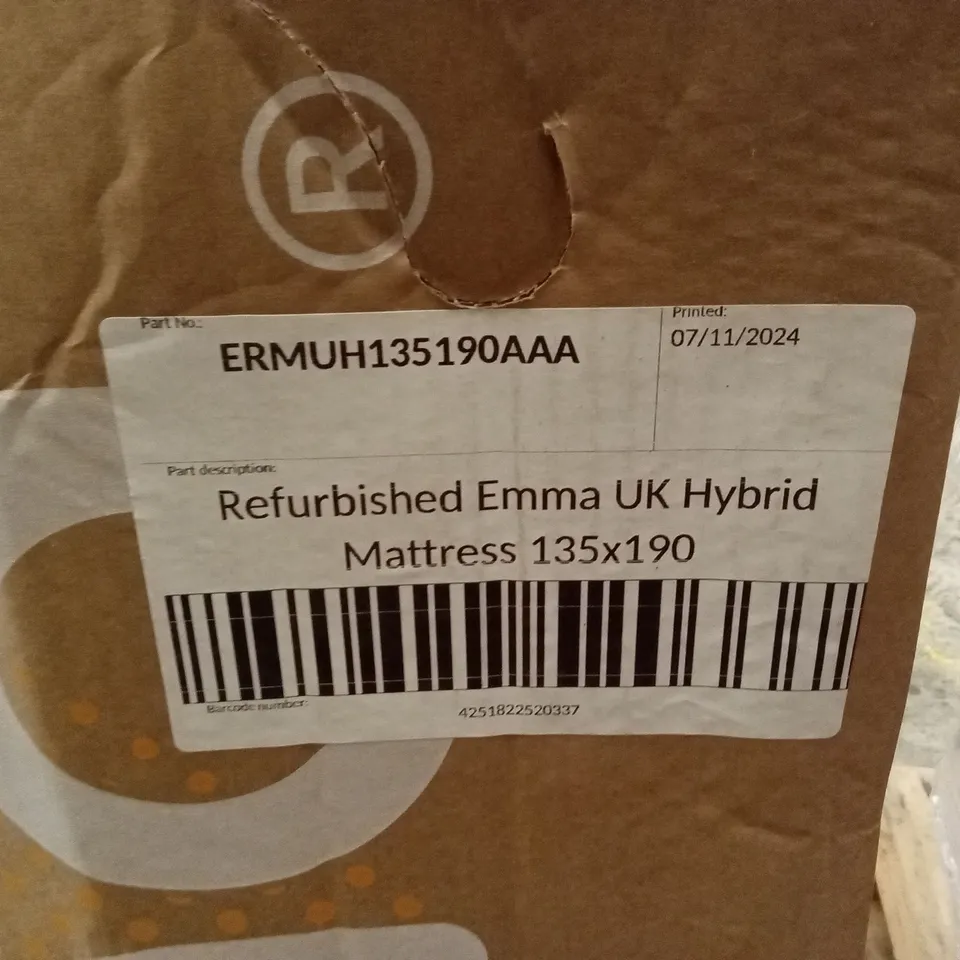 ®
Part No.:
ERMUH135190AAA
Printed:
07/11/2024
Part description:
Refurbished Emma UK Hybrid
Mattress 135x190
Barcode number:
4251822520337